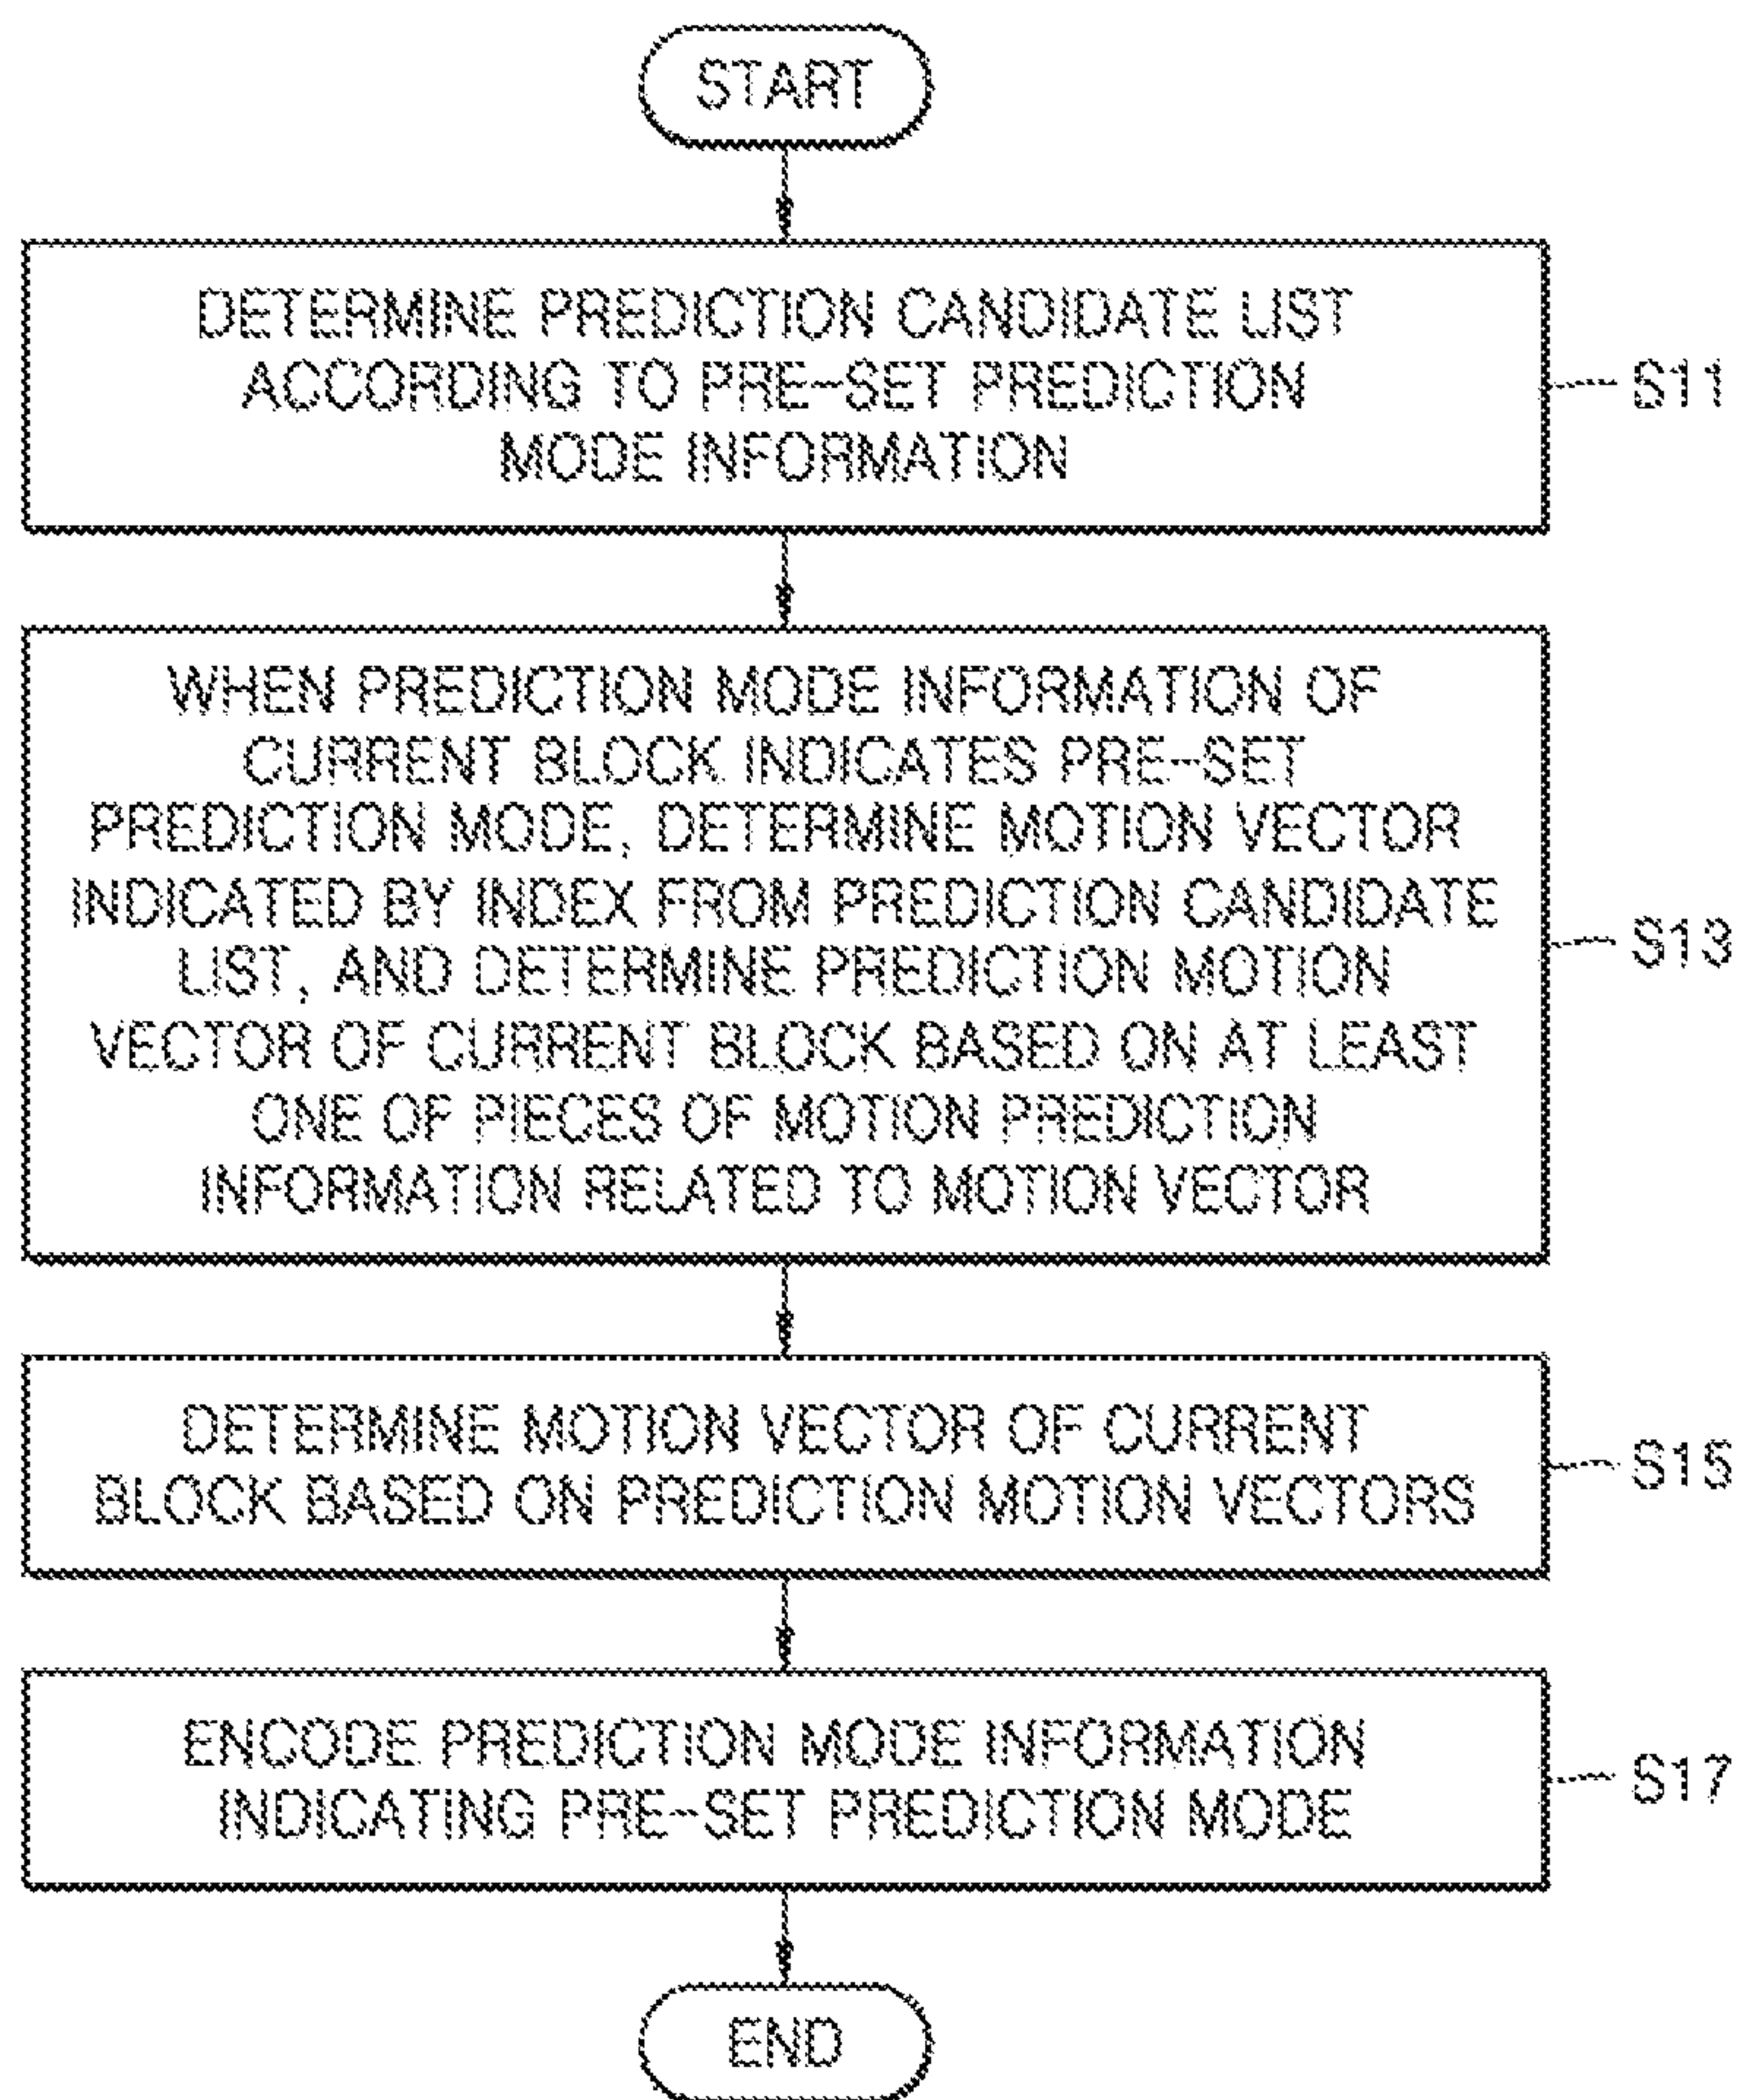 START
DETERMINE PREDICTION CANDIDATE LIST
ACCORDING TO PRE-SET PREDICTION
MODE INFORMATION
S11
WHEN PREDICTION MODE INFORMATION OF
CURRENT BLOCK INDICATES PRE-SET
PREDICTION MODE, DETERMINE MOTION VECTOR
INDICATED BY INDEX FROM PREDICTION CANDIDATE
LIST, AND DETERMINE PREDICTION MOTION
VECTOR OF CURRENT BLOCK BASED ON AT LEAST
ONE OF PIECES OF MOTION PREDICTION
INFORMATION RELATED TO MOTION VECTOR
S13
DETERMINE MOTION VECTOR OF CURRENT
BLOCK BASED ON PREDICTION MOTION VECTORS
S15
ENCODE PREDICTION MODE INFORMATION
INDICATING PRE-SET PREDICTION MODE
S17
END